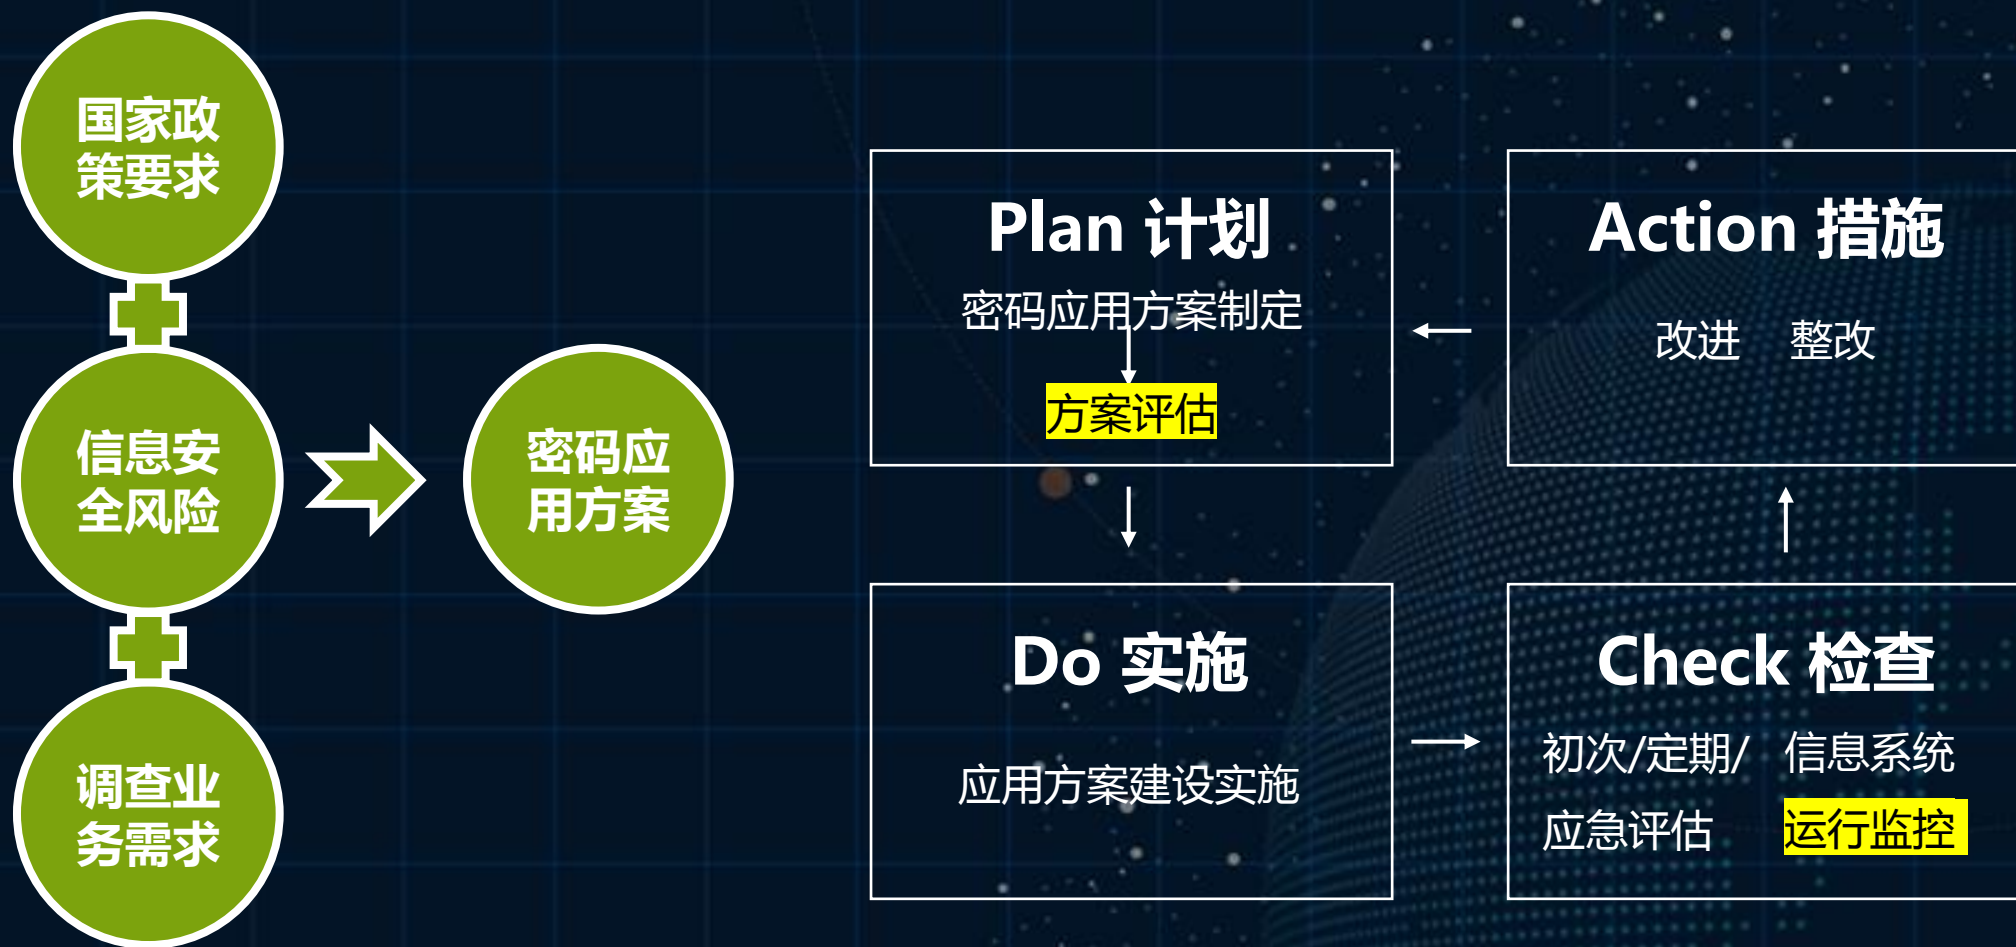 国家政
策要求
信息安
全风险
调查业
务需求
密码应
用方案
Plan 计划
密码应用方案制定
方案评估
Action 措施
改进 整改
Do 实施
应用方案建设实施
Check 检查
初次/定期/ 信息系统
应急评估 运行监控